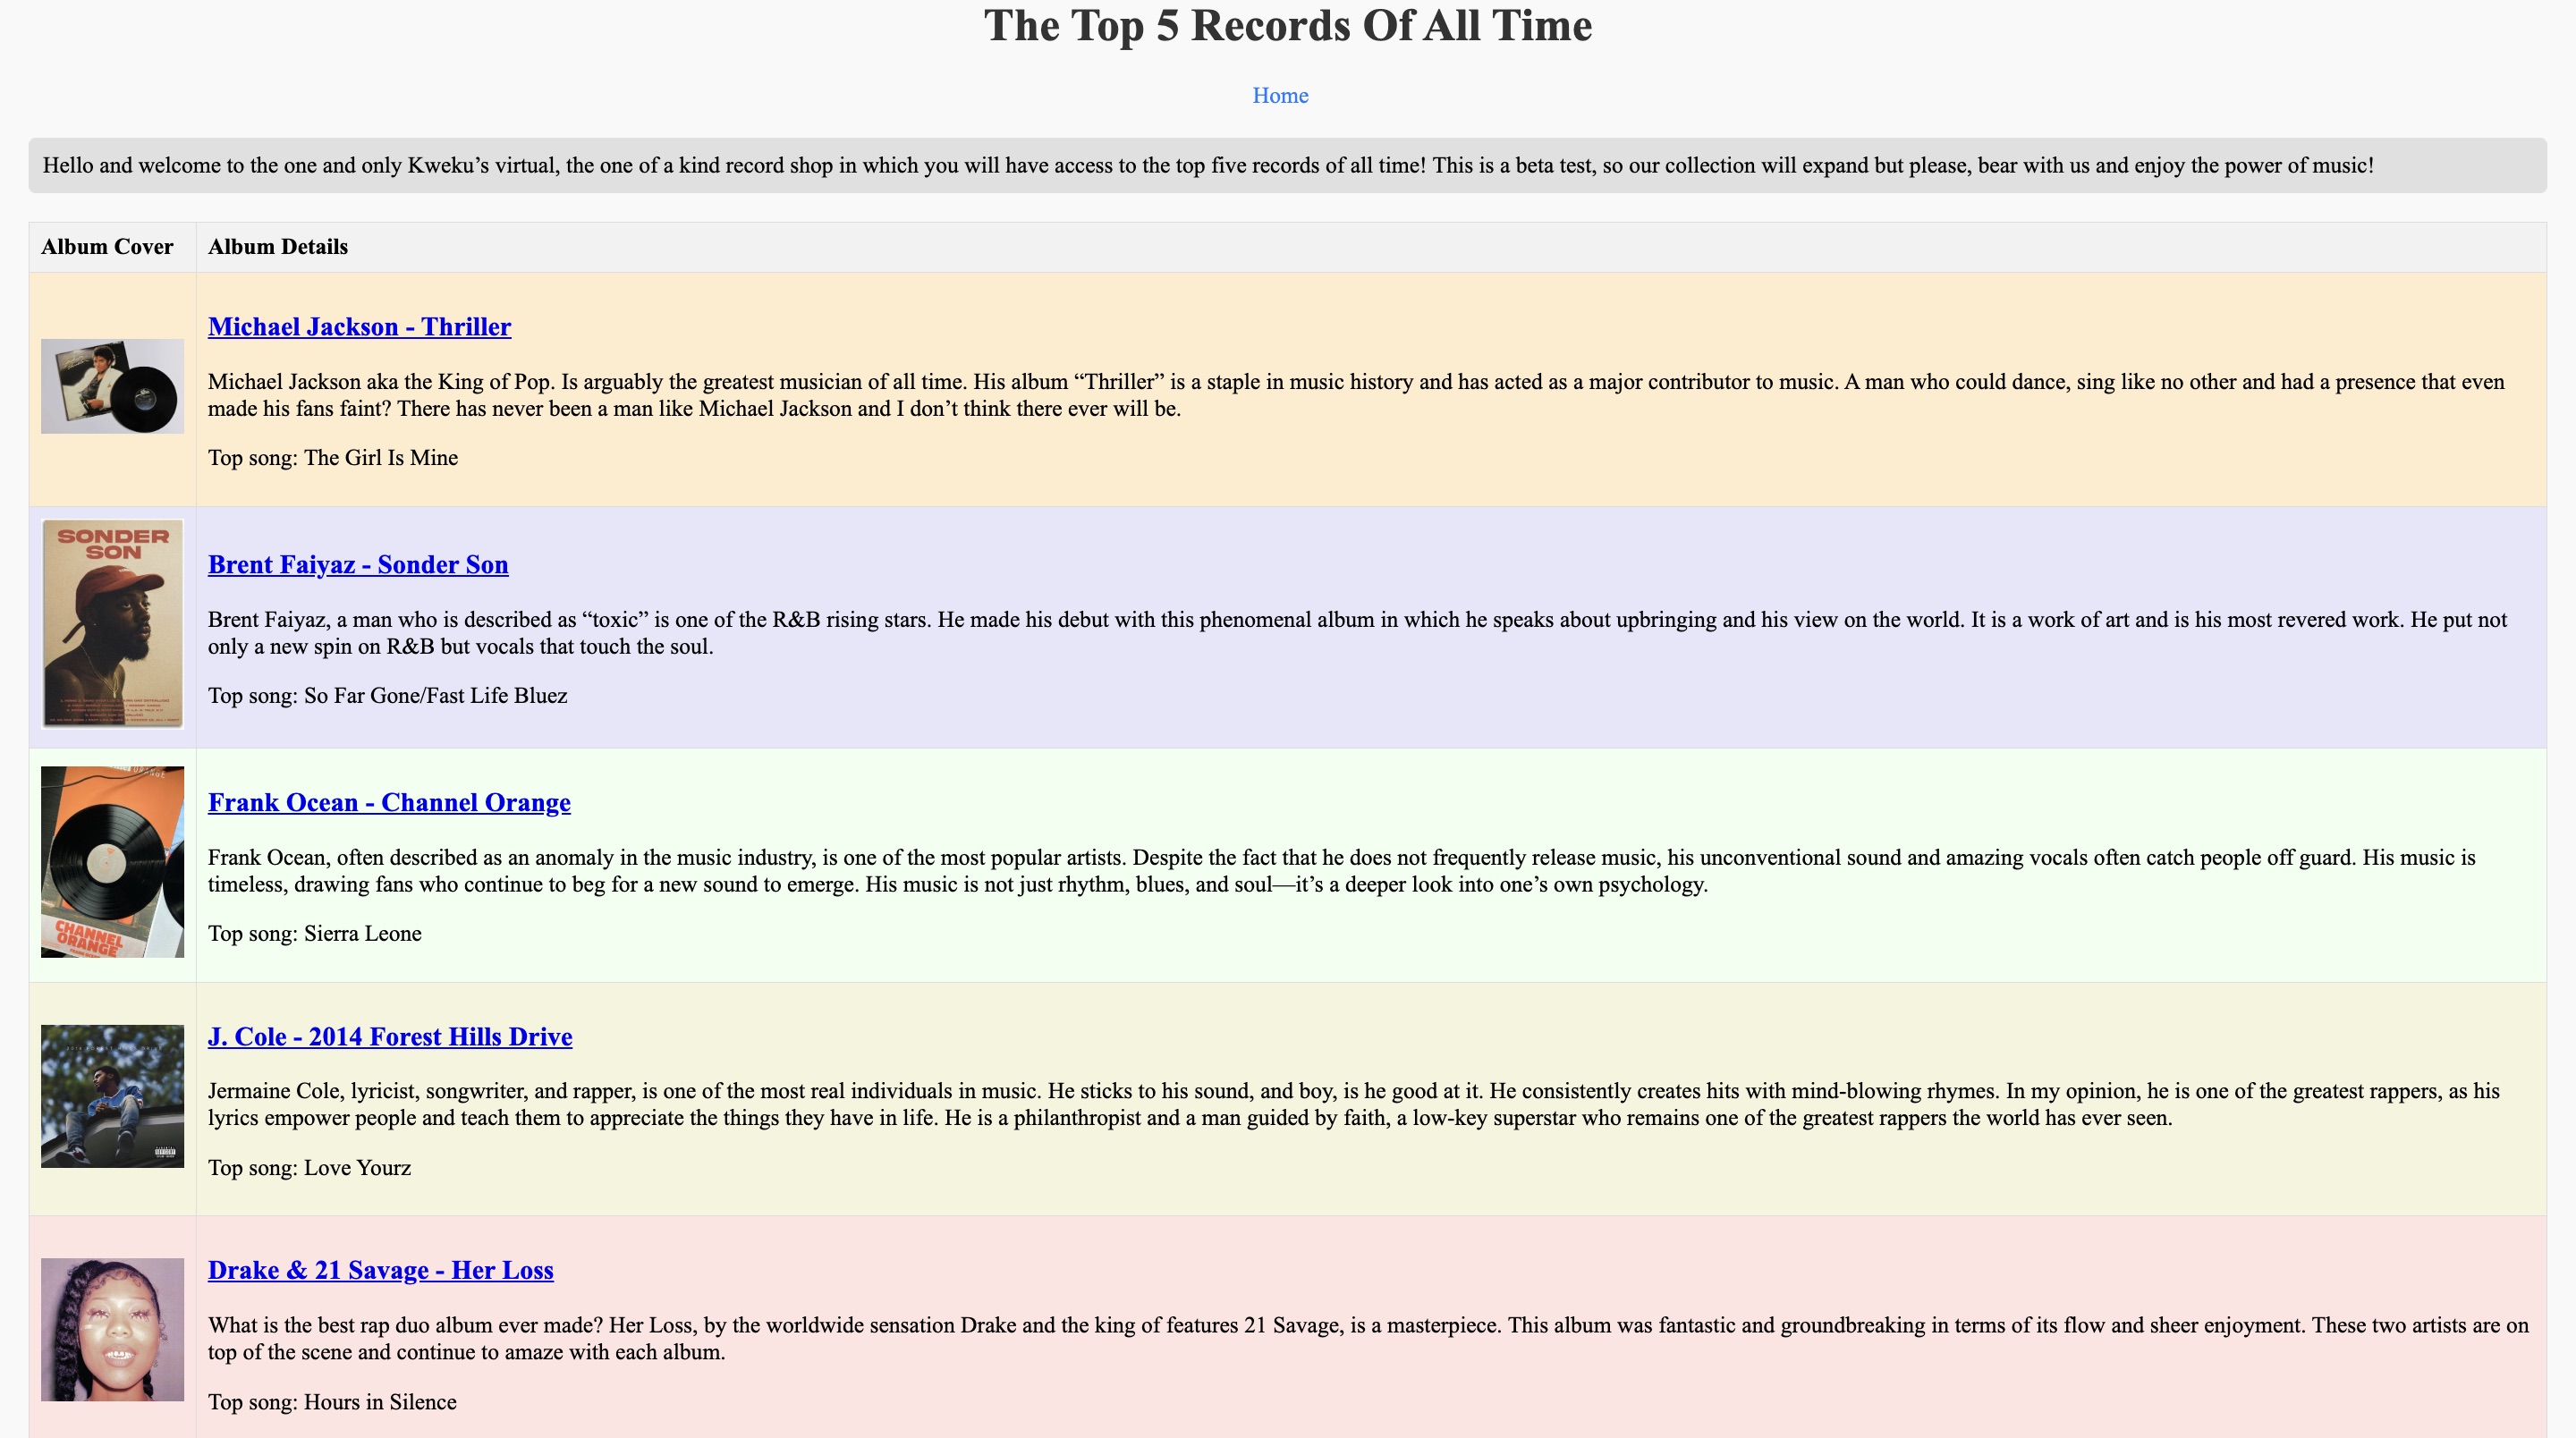 The Top 5 Records Of All Time
Home
Hello and welcome to the one and only Kweku’s virtual, the one of a kind record shop in which you will have access to the top five records of all time! This is a beta test, so our collection will expand but please, bear with us and enjoy the power of music!
Album Cover Album Details
Michael Jackson - Thriller
Michael Jackson aka the King of Pop. Is arguably the greatest musician of all time. His album “Thriller” is a staple in music history and has acted as a major contributor to music. A man who could dance, sing like no other and had a presence that even
made his fans faint? There has never been a man like Michael Jackson and I don’t think there ever will be.
Top song: The Girl Is Mine
SONDER
SON
Brent Faiyaz - Sonder Son
Brent Faiyaz, a man who is described as “toxic” is one of the R&B rising stars. He made his debut with this phenomenal album in which he speaks about upbringing and his view on the world. It is a work of art and is his most revered work. He put not
only a new spin on R&B but vocals that touch the soul.
Top song: So Far Gone/Fast Life Bluez
CHANNEL
ORANGE
Frank Ocean - Channel Orange
Frank Ocean, often described as an anomaly in the music industry, is one of the most popular artists. Despite the fact that he does not frequently release music, his unconventional sound and amazing vocals often catch people off guard. His music is
timeless, drawing fans who continue to beg for a new sound to emerge. His music is not just rhythm, blues, and soul—it’s a deeper look into one’s own psychology.
Top song: Sierra Leone
2014 FOREST HILLS DRIVE
J. Cole - 2014 Forest Hills Drive
Jermaine Cole, lyricist, songwriter, and rapper, is one of the most real individuals in music. He sticks to his sound, and boy, is he good at it. He consistently creates hits with mind-blowing rhymes. In my opinion, he is one of the greatest rappers, as his
lyrics empower people and teach them to appreciate the things they have in life. He is a philanthropist and a man guided by faith, a low-key superstar who remains one of the greatest rappers the world has ever seen.
Top song: Love Yourz
Drake & 21 Savage - Her Loss
What is the best rap duo album ever made? Her Loss, by the worldwide sensation Drake and the king of features 21 Savage, is a masterpiece. This album was fantastic and groundbreaking in terms of its flow and sheer enjoyment. These two artists are on
top of the scene and continue to amaze with each album.
Top song: Hours in Silence